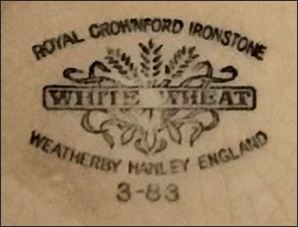 ROYAL CROWNFORD IRONSTONE
WHITE WHEAT
WEATHERBY HANLEY ENGLAND
3-83